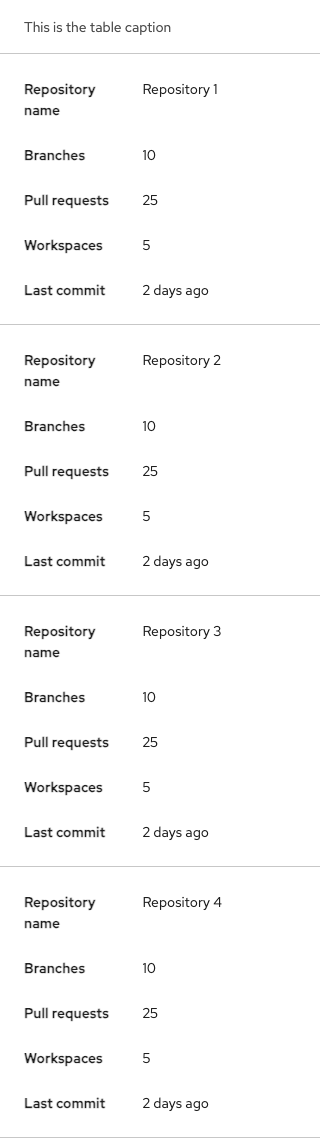 This is the table caption
Repository name Repository 1
Branches 10
Pull requests 25
Workspaces 5
Last commit 2 days ago
Repository name Repository 2
Branches 10
Pull requests 25
Workspaces 5
Last commit 2 days ago
Repository name Repository 3
Branches 10
Pull requests 25
Workspaces 5
Last commit 2 days ago
Repository name Repository 4
Branches 10
Pull requests 25
Workspaces 5
Last commit 2 days ago